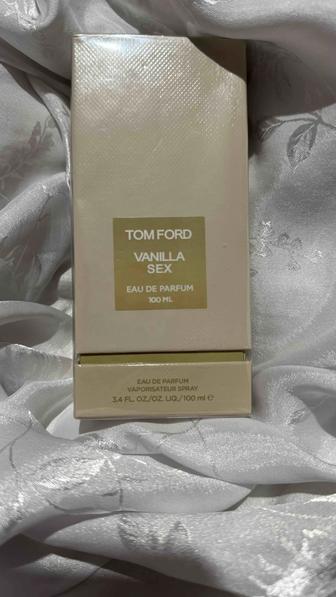 TOM FORD
VANILLA
SEX
EAU DE PARFUM
100 ML
EAU DE PARFUM
VAPORISATEUR SPRAY
3.4 FL. OZ./OZ. LIQ./100 ml ℮